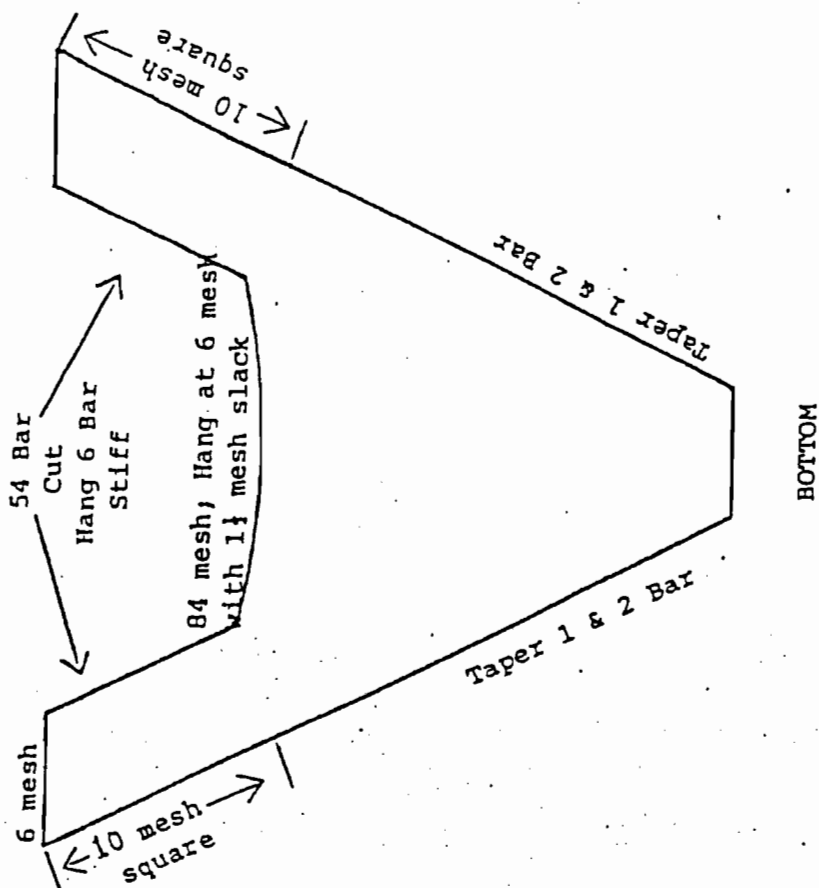 10 mesh
square
54 Bar
Cut
Hang 6 Bar
Stiff
84 mesh; Hang at 6 mesh
with 1½ mesh slack
6 mesh
10 mesh
square
Taper 1 & 2 Bar
Taper 1 & 2 Bar
BOTTOM